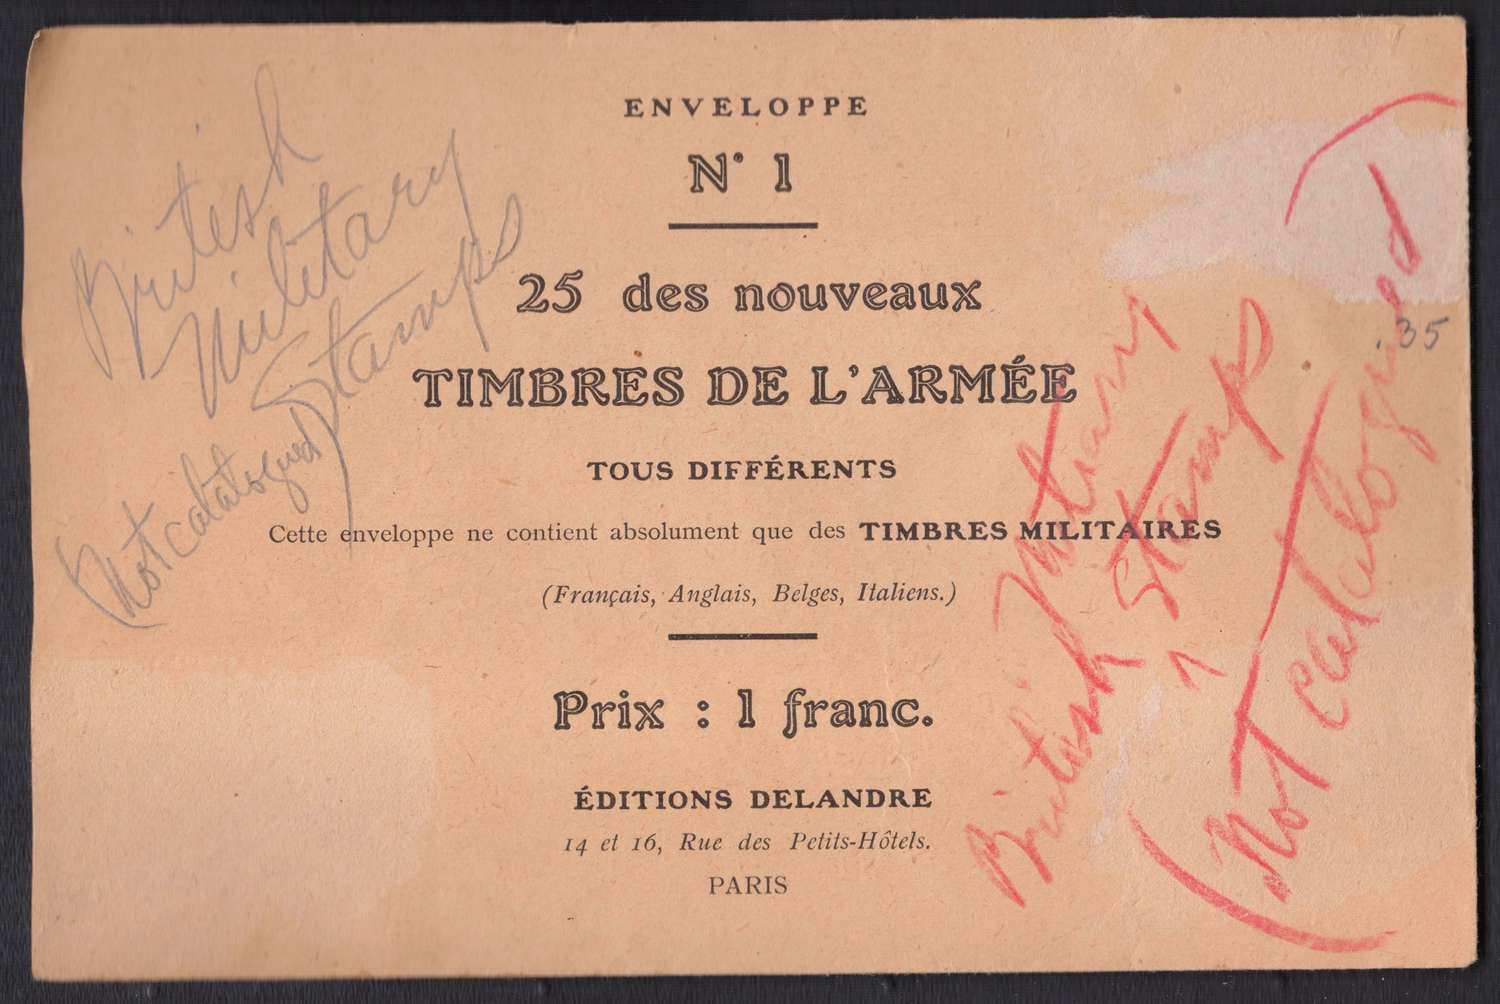 ENVELOPPE
N° 1
25 des nouveaux
TIMBRES DE L'ARMÉE
TOUS DIFFÉRENTS
Cette enveloppe ne contient absolument que des TIMBRES MILITAIRES
(Français, Anglais, Belges, Italiens.)
Prix : 1 franc.
ÉDITIONS DELANDRE
14 et 16, Rue des Petits-Hôtels.
PARIS
British
Military
Stamps
(Not catalogued
British Military
Stamps
(Not catalogued)
.35